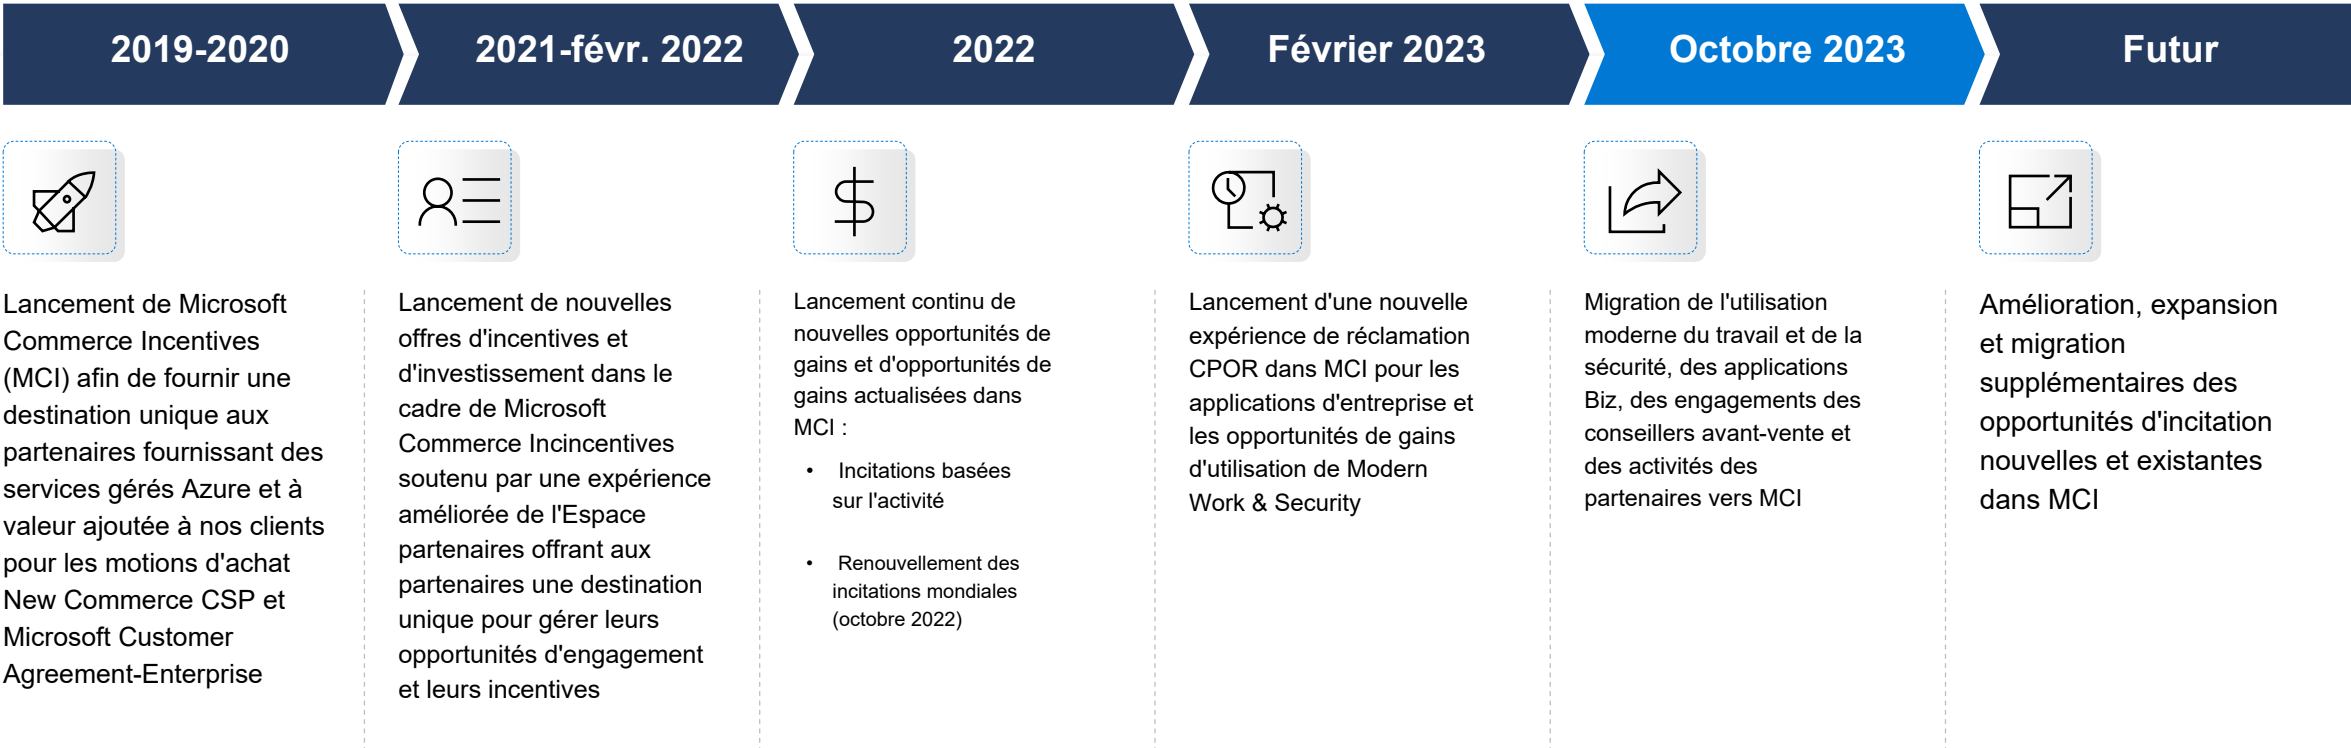 2019-2020
2021-févr. 2022
2022
Février 2023
Octobre 2023
Futur
Lancement de Microsoft
Commerce Incentives
(MCI) afin de fournir une
destination unique aux
partenaires fournissant des
services gérés Azure et à
valeur ajoutée à nos clients
pour les motions d'achat
New Commerce CSP et
Microsoft Customer
Agreement-Enterprise
Lancement de nouvelles
offres d'incentives et
d'investissement dans le
cadre de Microsoft
Commerce Incincentives
soutenu par une expérience
améliorée de l'Espace
partenaires offrant aux
partenaires une destination
unique pour gérer leurs
opportunités d'engagement
et leurs incentives
Lancement continu de
nouvelles opportunités de
gains et d'opportunités de
gains actualisées dans
MCI :
• Incitations basées
sur l'activité
• Renouvellement des
incitations mondiales
(octobre 2022)
Lancement d'une nouvelle
expérience de réclamation
CPOR dans MCI pour les
applications d'entreprise et
les opportunités de gains
d'utilisation de Modern
Work & Security
Migration de l'utilisation
moderne du travail et de la
sécurité, des applications
Biz, des engagements des
conseillers avant-vente et
des activités des
partenaires vers MCI
Amélioration, expansion
et migration
supplémentaires des
opportunités d'incitation
nouvelles et existantes
dans MCI